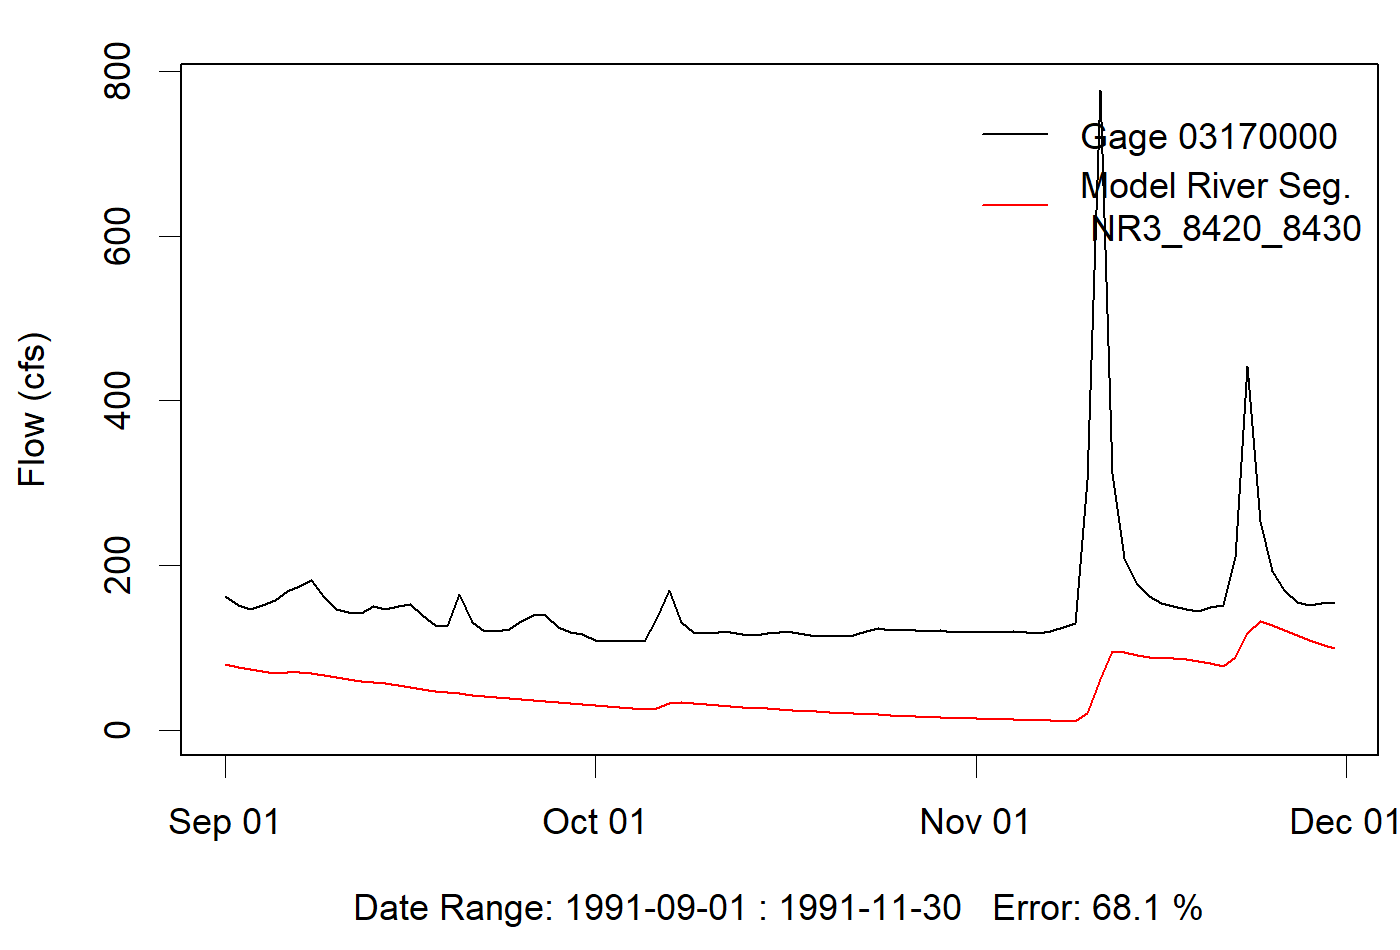 800
600
400
200
0
Flow (cfs)
Gage 03170000
Model River Seg.
NR3_8420_8430
Sep 01 Oct 01 Nov 01 Dec 01
Date Range: 1991-09-01 : 1991-11-30 Error: 68.1 %